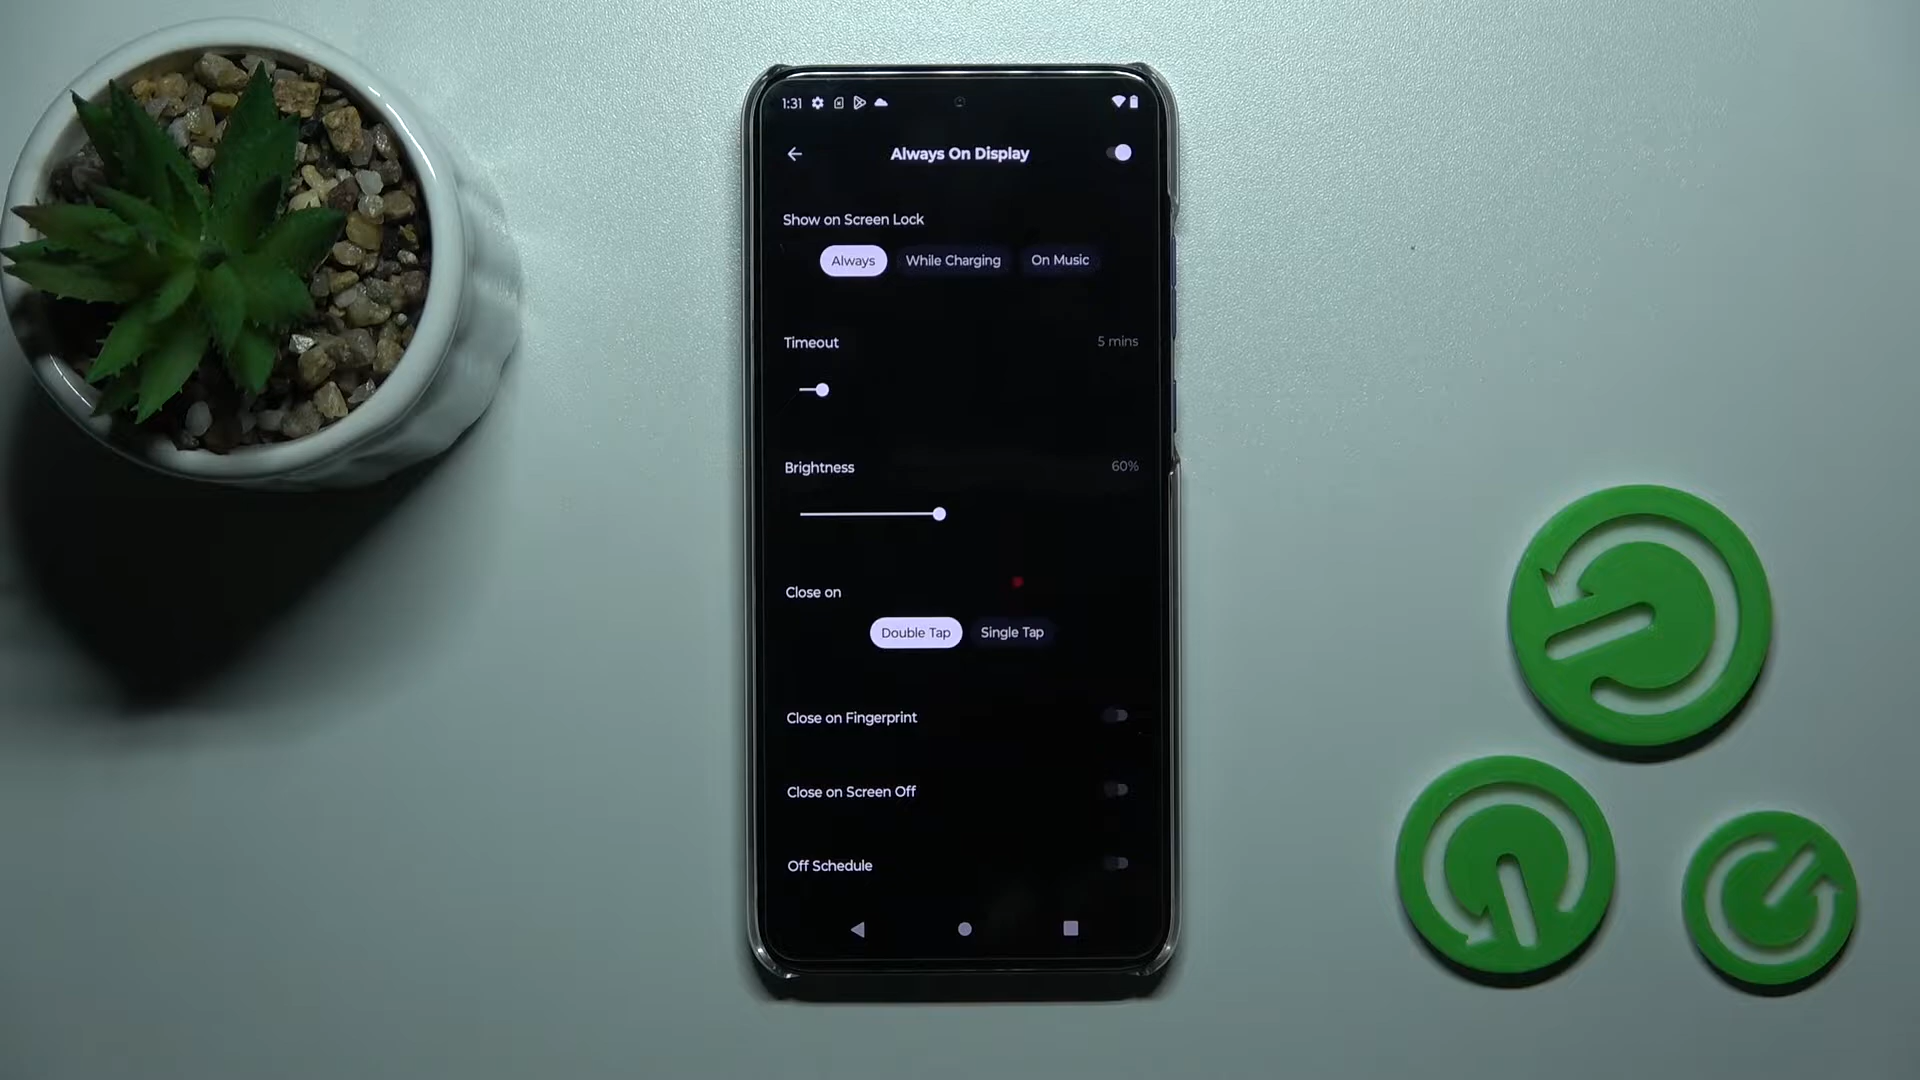 1:31
Always On Display
Show on Screen Lock
Always While Charging On Music
Timeout 5 mins
Brightness 60%
Close on
Double Tap Single Tap
Close on Fingerprint
Close on Screen Off
Off Schedule